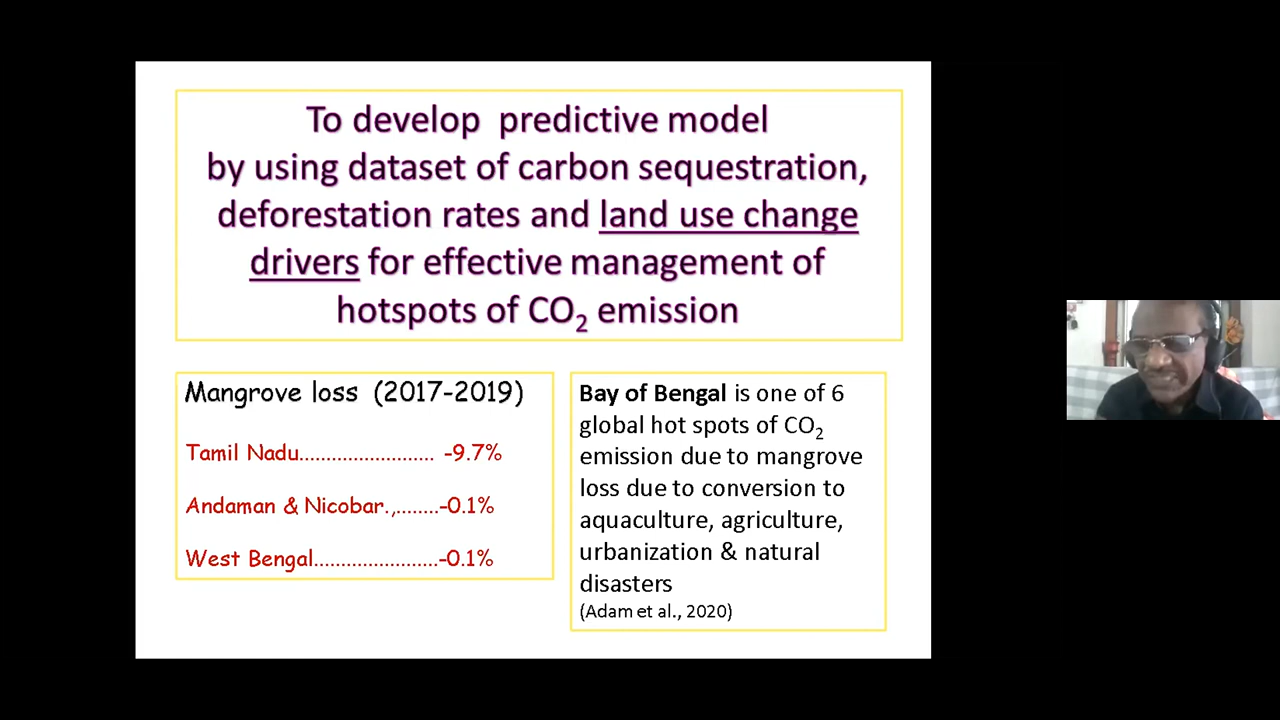 To develop  predictive model
by using dataset of carbon sequestration,
deforestation rates and land use change
drivers for effective management of
hotspots of CO₂ emission
Mangrove loss  (2017-2019)
Tamil Nadu......................... -9.7%
Andaman & Nicobar.,........-0.1%
West Bengal.......................-0.1%
Bay of Bengal is one of 6
global hot spots of CO₂
emission due to mangrove
loss due to conversion to
aquaculture, agriculture,
urbanization & natural
disasters
(Adam et al., 2020)